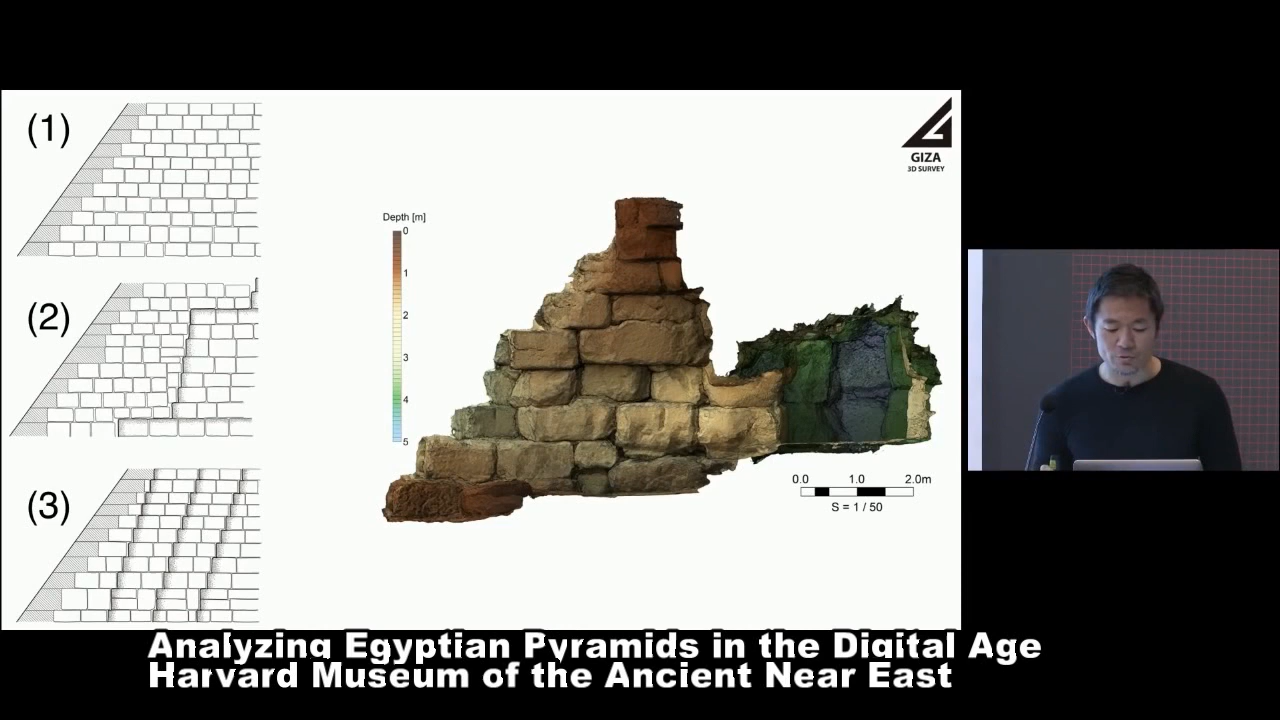 (1)
(2)
(3)
GIZA
3D SURVEY
Depth [m]
0
1
2
3
4
5
0.0 1.0 2.0m
S = 1 / 50
Analyzing Egyptian Pyramids in the Digital Age
Harvard Museum of the Ancient Near East